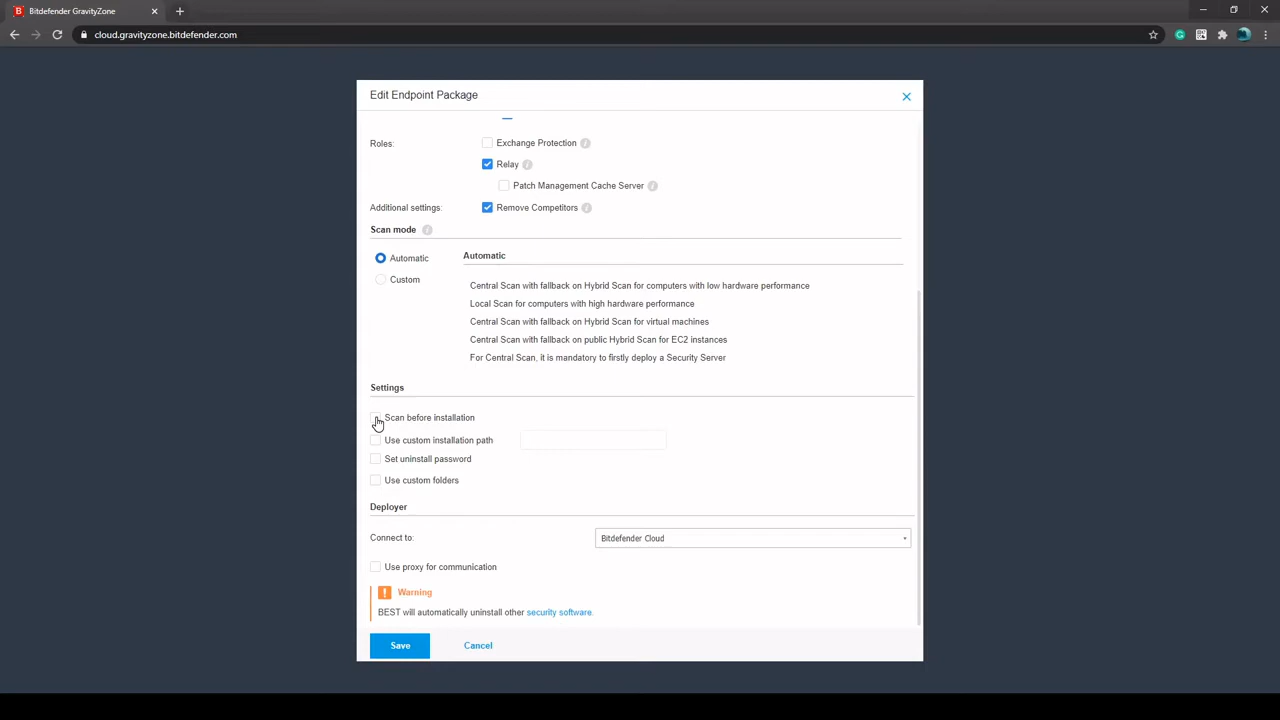 Bitdefender GravityZone
cloud.gravityzone.bitdefender.com
Edit Endpoint Package
Roles:
Exchange Protection
Relay
Patch Management Cache Server
Additional settings:
Remove Competitors
Scan mode
Automatic
Custom
Automatic
Central Scan with fallback on Hybrid Scan for computers with low hardware performance
Local Scan for computers with high hardware performance
Central Scan with fallback on Hybrid Scan for virtual machines
Central Scan with fallback on public Hybrid Scan for EC2 instances
For Central Scan, it is mandatory to firstly deploy a Security Server
Settings
Scan before installation
Use custom installation path
Set uninstall password
Use custom folders
Deployer
Connect to:
Bitdefender Cloud
Use proxy for communication
Warning
BEST will automatically uninstall other security software.
Save
Cancel